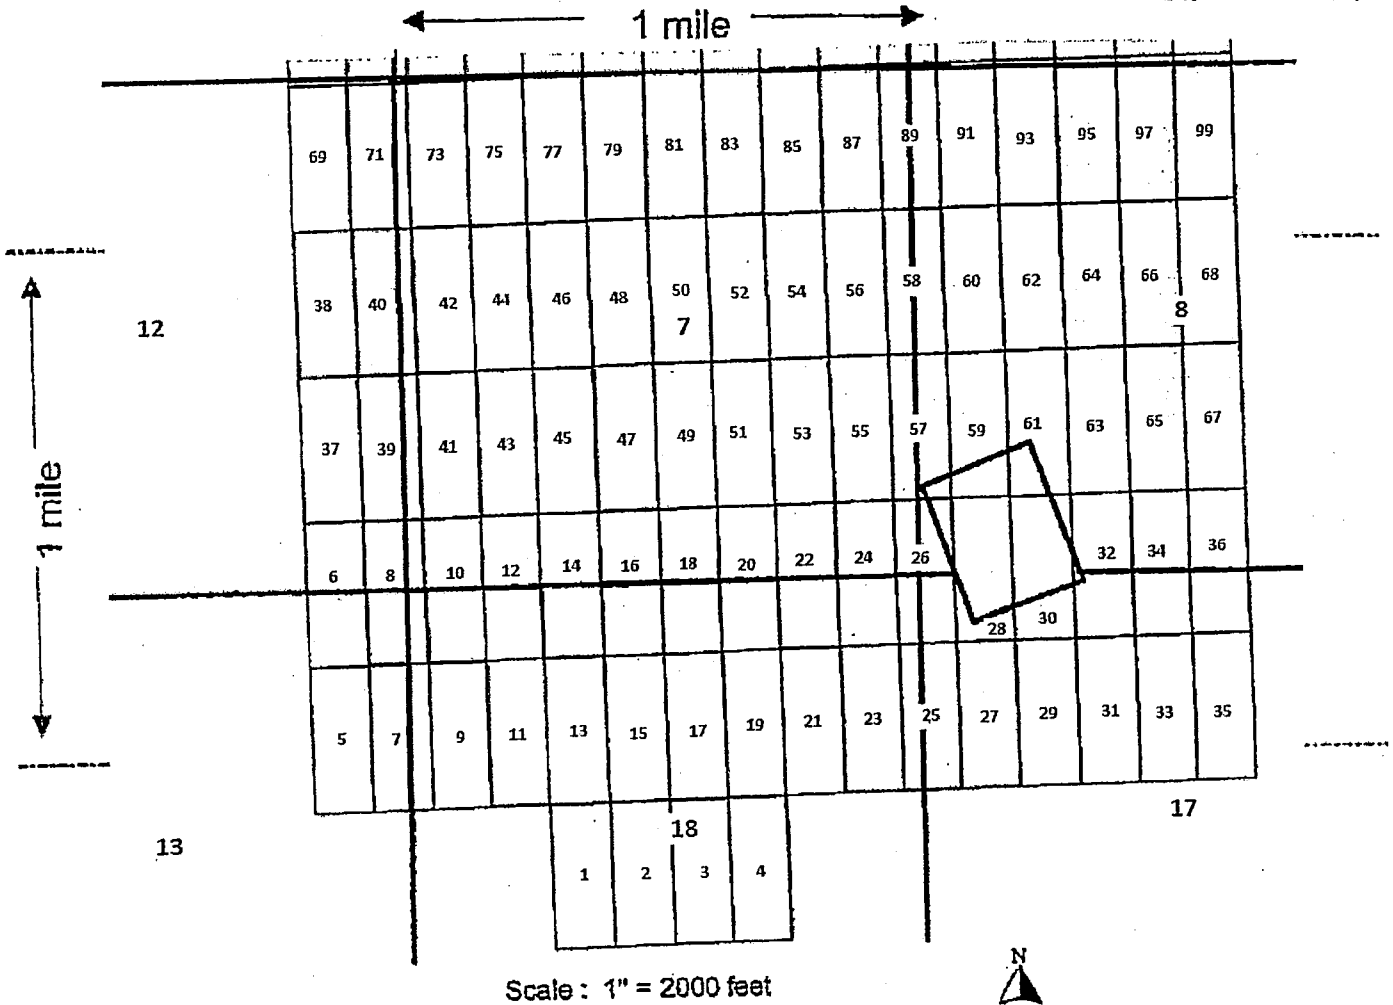 1 mile
69 71 73 75 77 79 81 83 85 87 89 91 93 95 97 99
38 40 42 44 46 48 50 52 54 56 58 60 62 64 66 68
12 7 8
37 39 41 43 45 47 49 51 53 55 57 59 61 63 65 67
1 mile
6 8 10 12 14 16 18 20 22 24 26 32 34 36
28 30
5 7 9 11 13 15 17 19 21 23 25 27 29 31 33 35
13 18 17
1 2 3 4
N
Scale : 1" = 2000 feet